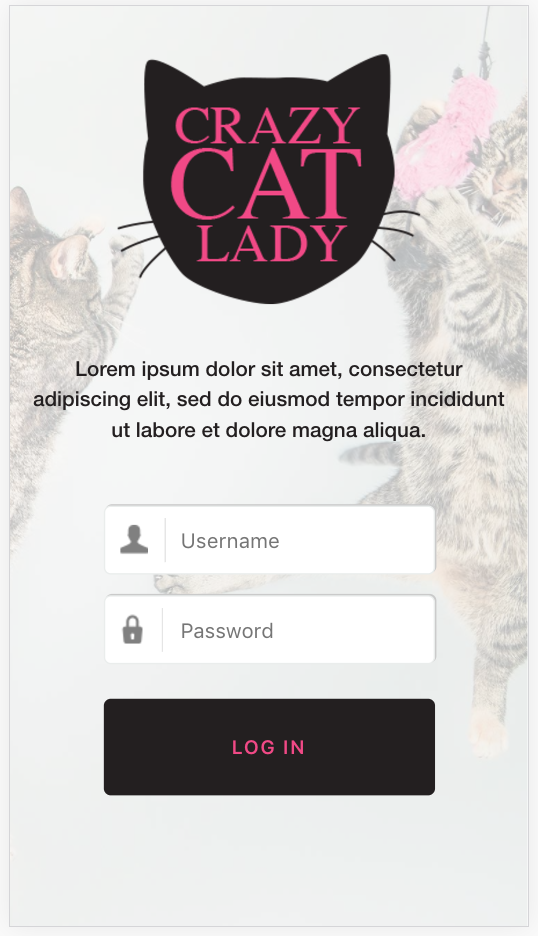 CRAZY
CAT
LADY
Lorem ipsum dolor sit amet, consectetur
adipiscing elit, sed do eiusmod tempor incididunt
ut labore et dolore magna aliqua.
Username
Password
LOG IN